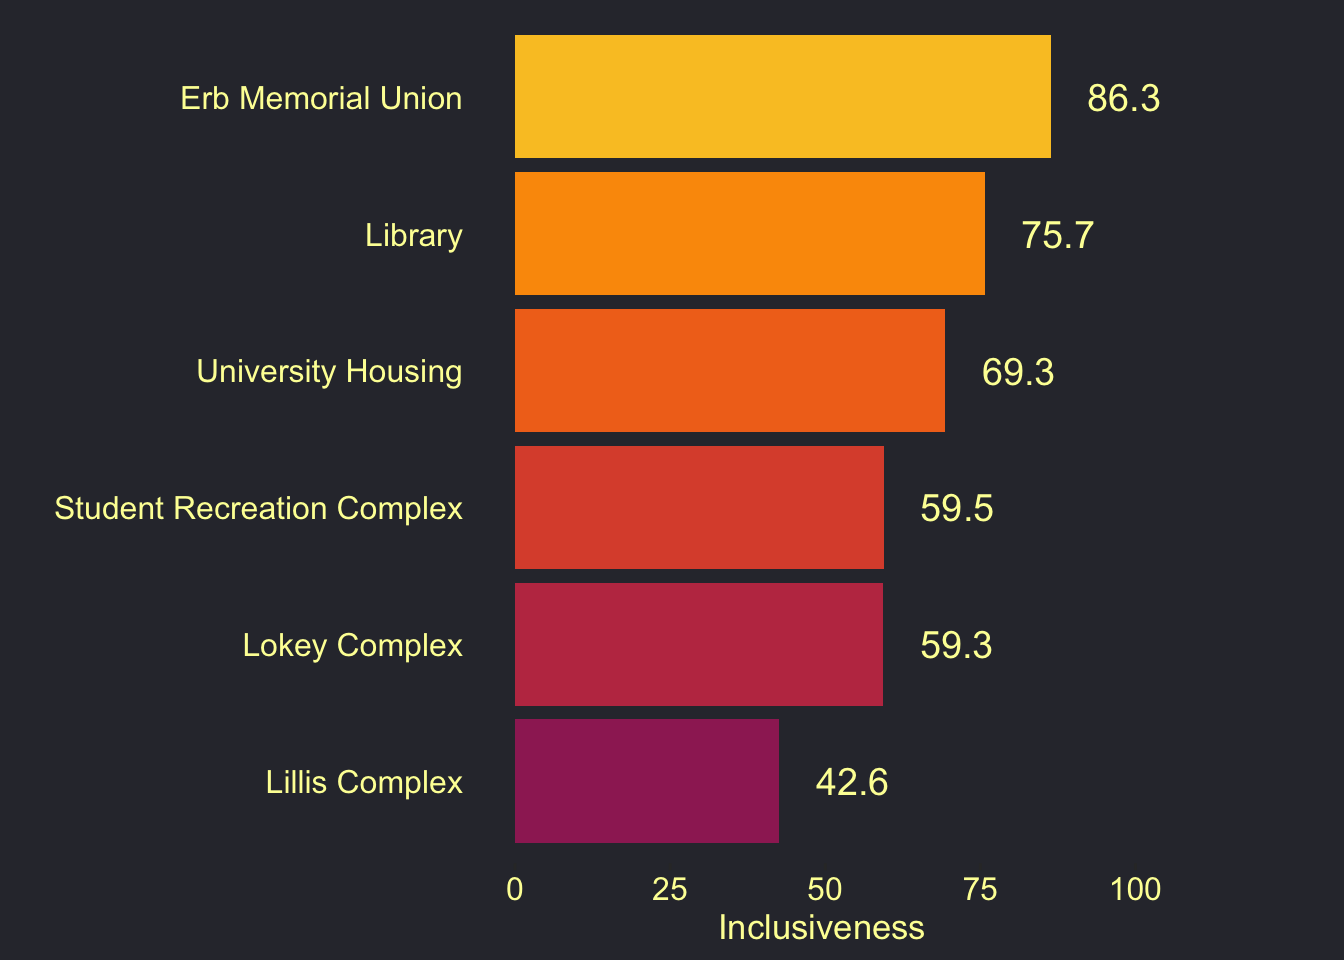 Erb Memorial Union
86.3
Library
75.7
University Housing
69.3
Student Recreation Complex
59.5
Lokey Complex
59.3
Lillis Complex
42.6
0 25 50 75 100
Inclusiveness